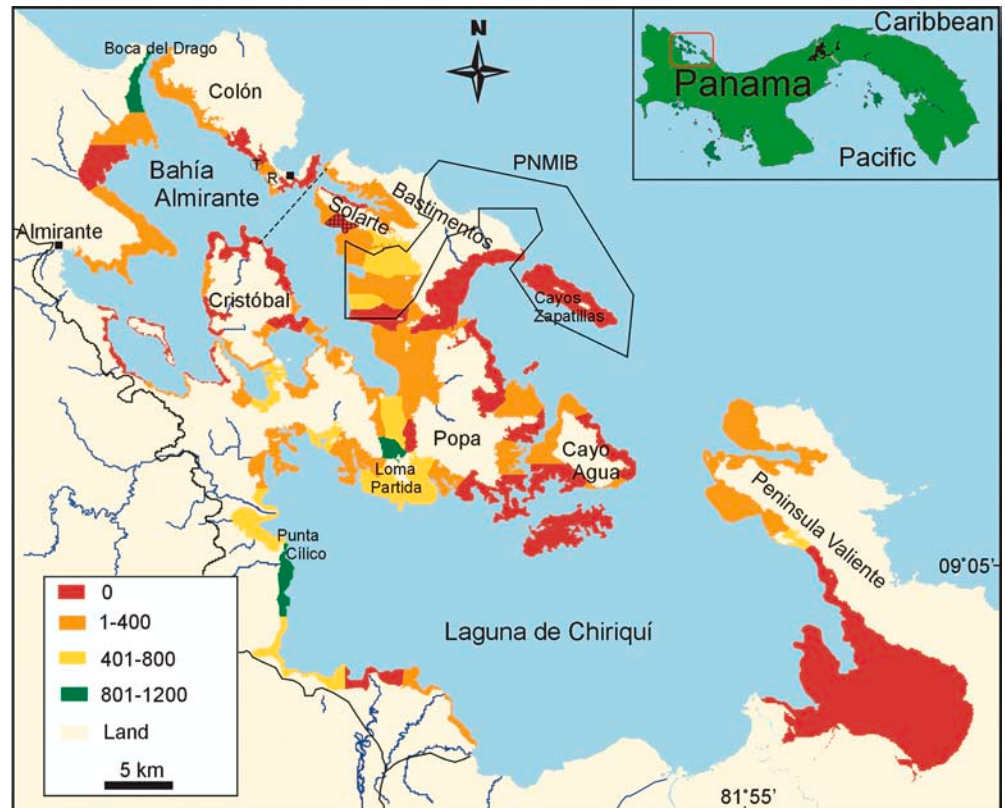 Caribbean
Panama
Pacific
N
Boca del Drago
Colón
PNMIB
Bahía
Almirante
T
R
Bastimentos
Solarte
Almirante
Cristóbal
Cayos
Zapatillas
Popa
Cayo
Agua
Loma
Partida
Peninsula Valiente
Punta
Cílico
09°05'
Laguna de Chiriquí
0
1-400
401-800
801-1200
Land
5 km
81°55'